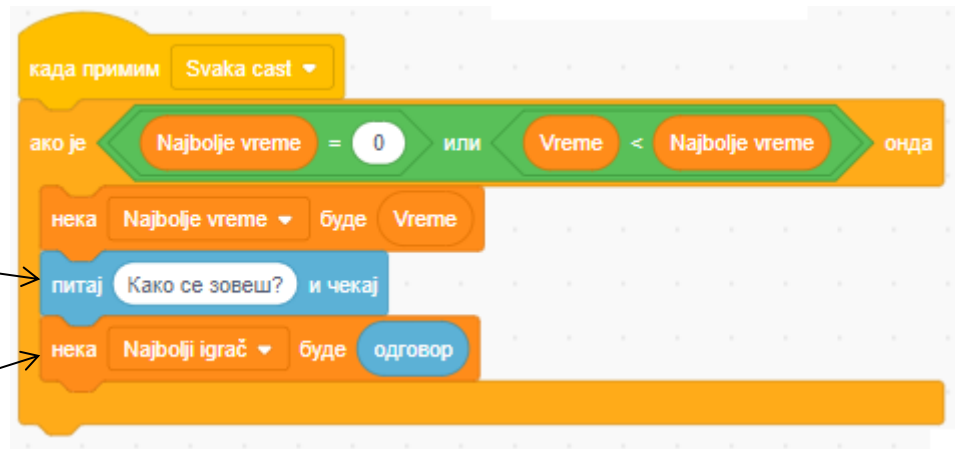 када примим Svaka cast
ако је Najbolje vreme = 0 или Vreme < Najbolje vreme онда
нека Najbolje vreme буде Vreme
питај Како се зовеш? и чекај
нека Najbolji igrač буде одговор